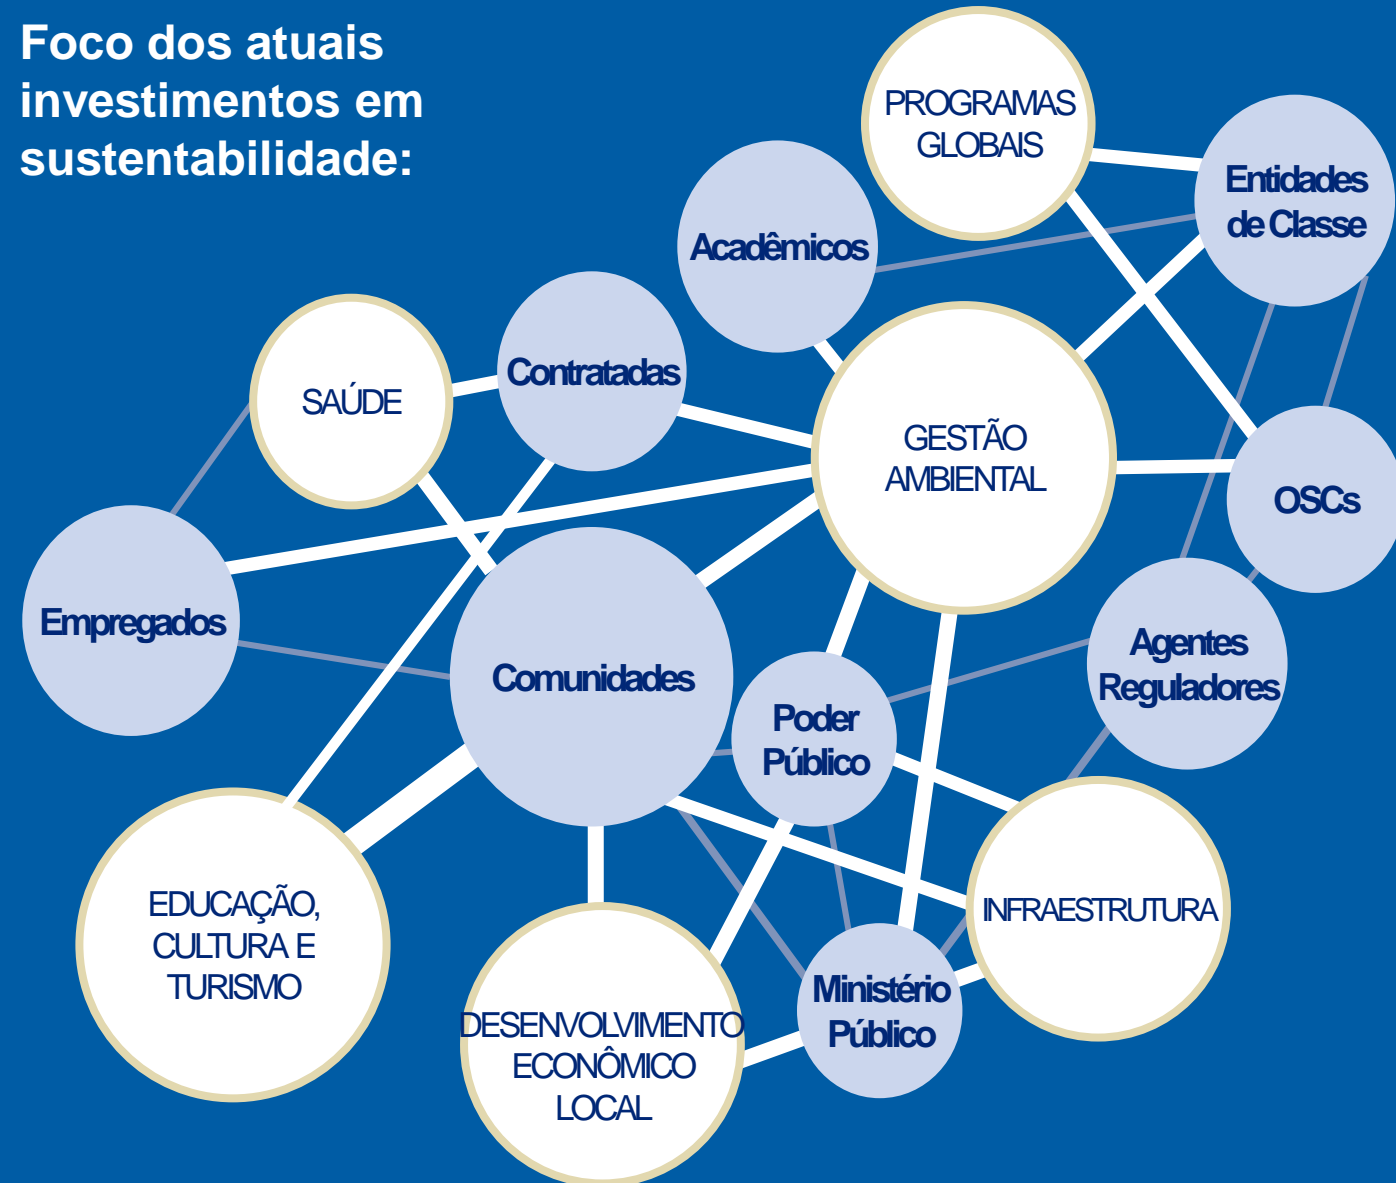 Foco dos atuais
investimentos em
sustentabilidade:
PROGRAMAS
GLOBAIS
Entidades
de Classe
Acadêmicos
Contratadas
SAÚDE
GESTÃO
AMBIENTAL
OSCs
Empregados
Comunidades
Agentes
Reguladores
Poder
Público
EDUCAÇÃO,
CULTURA E
TURISMO
INFRAESTRUTURA
Ministério
Público
DESENVOLVIMENTO
ECONÔMICO
LOCAL